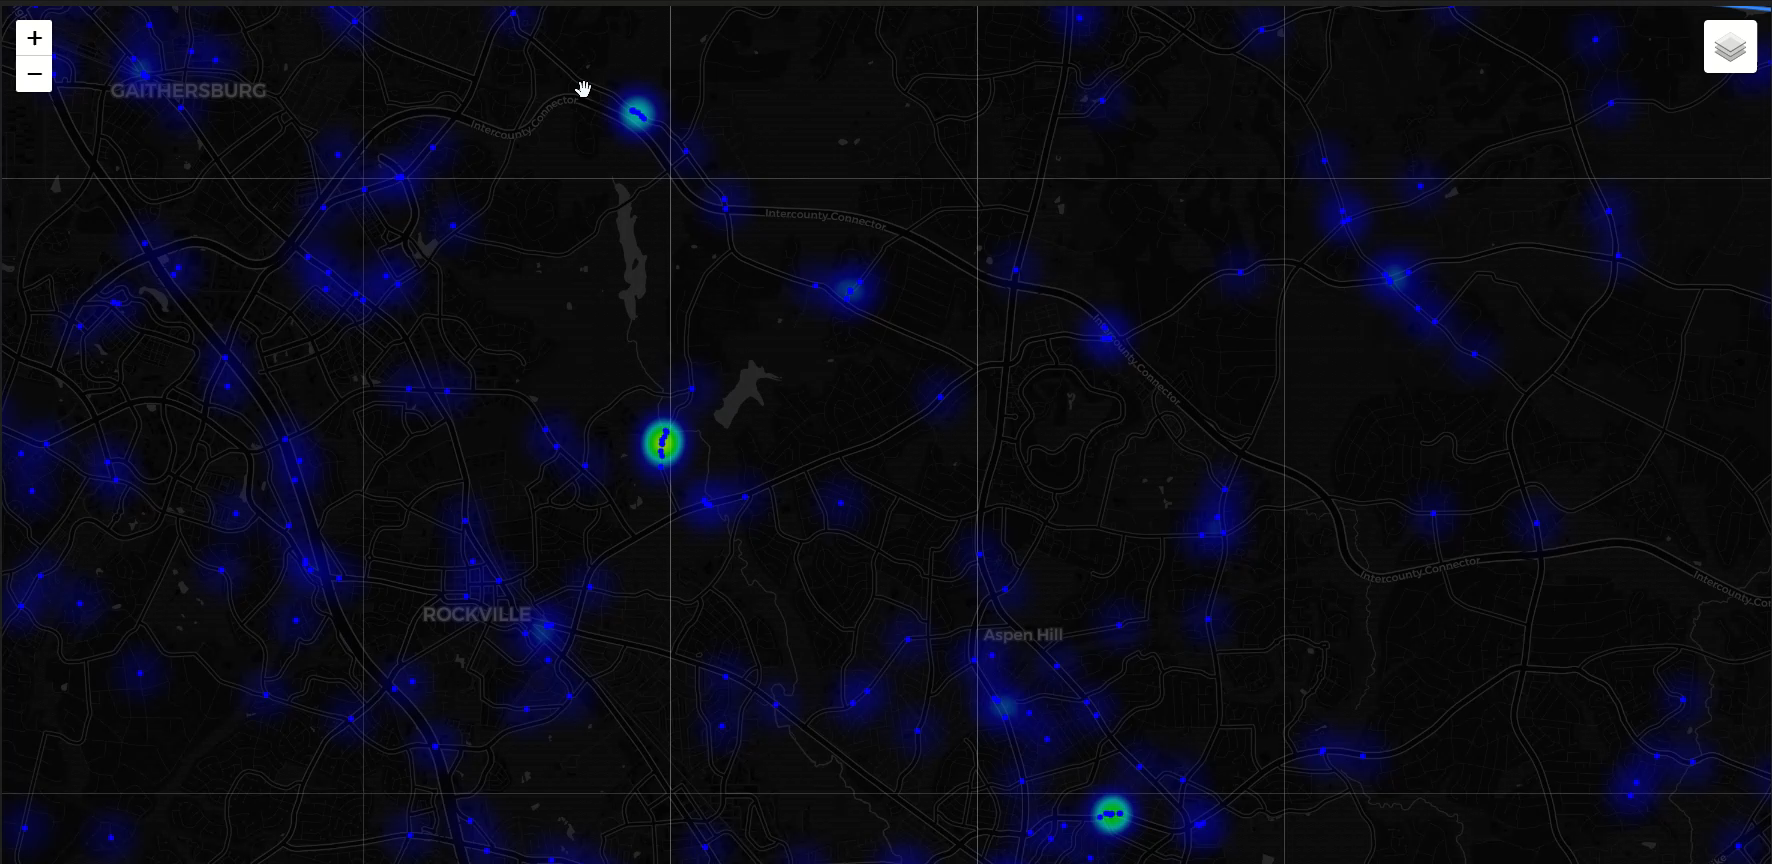 +
−
GAITHERSBURG
Intercounty Connector
Intercounty Connector
Intercounty Connector
ROCKVILLE
Intercounty Connector
Intercounty Co
Aspen Hill